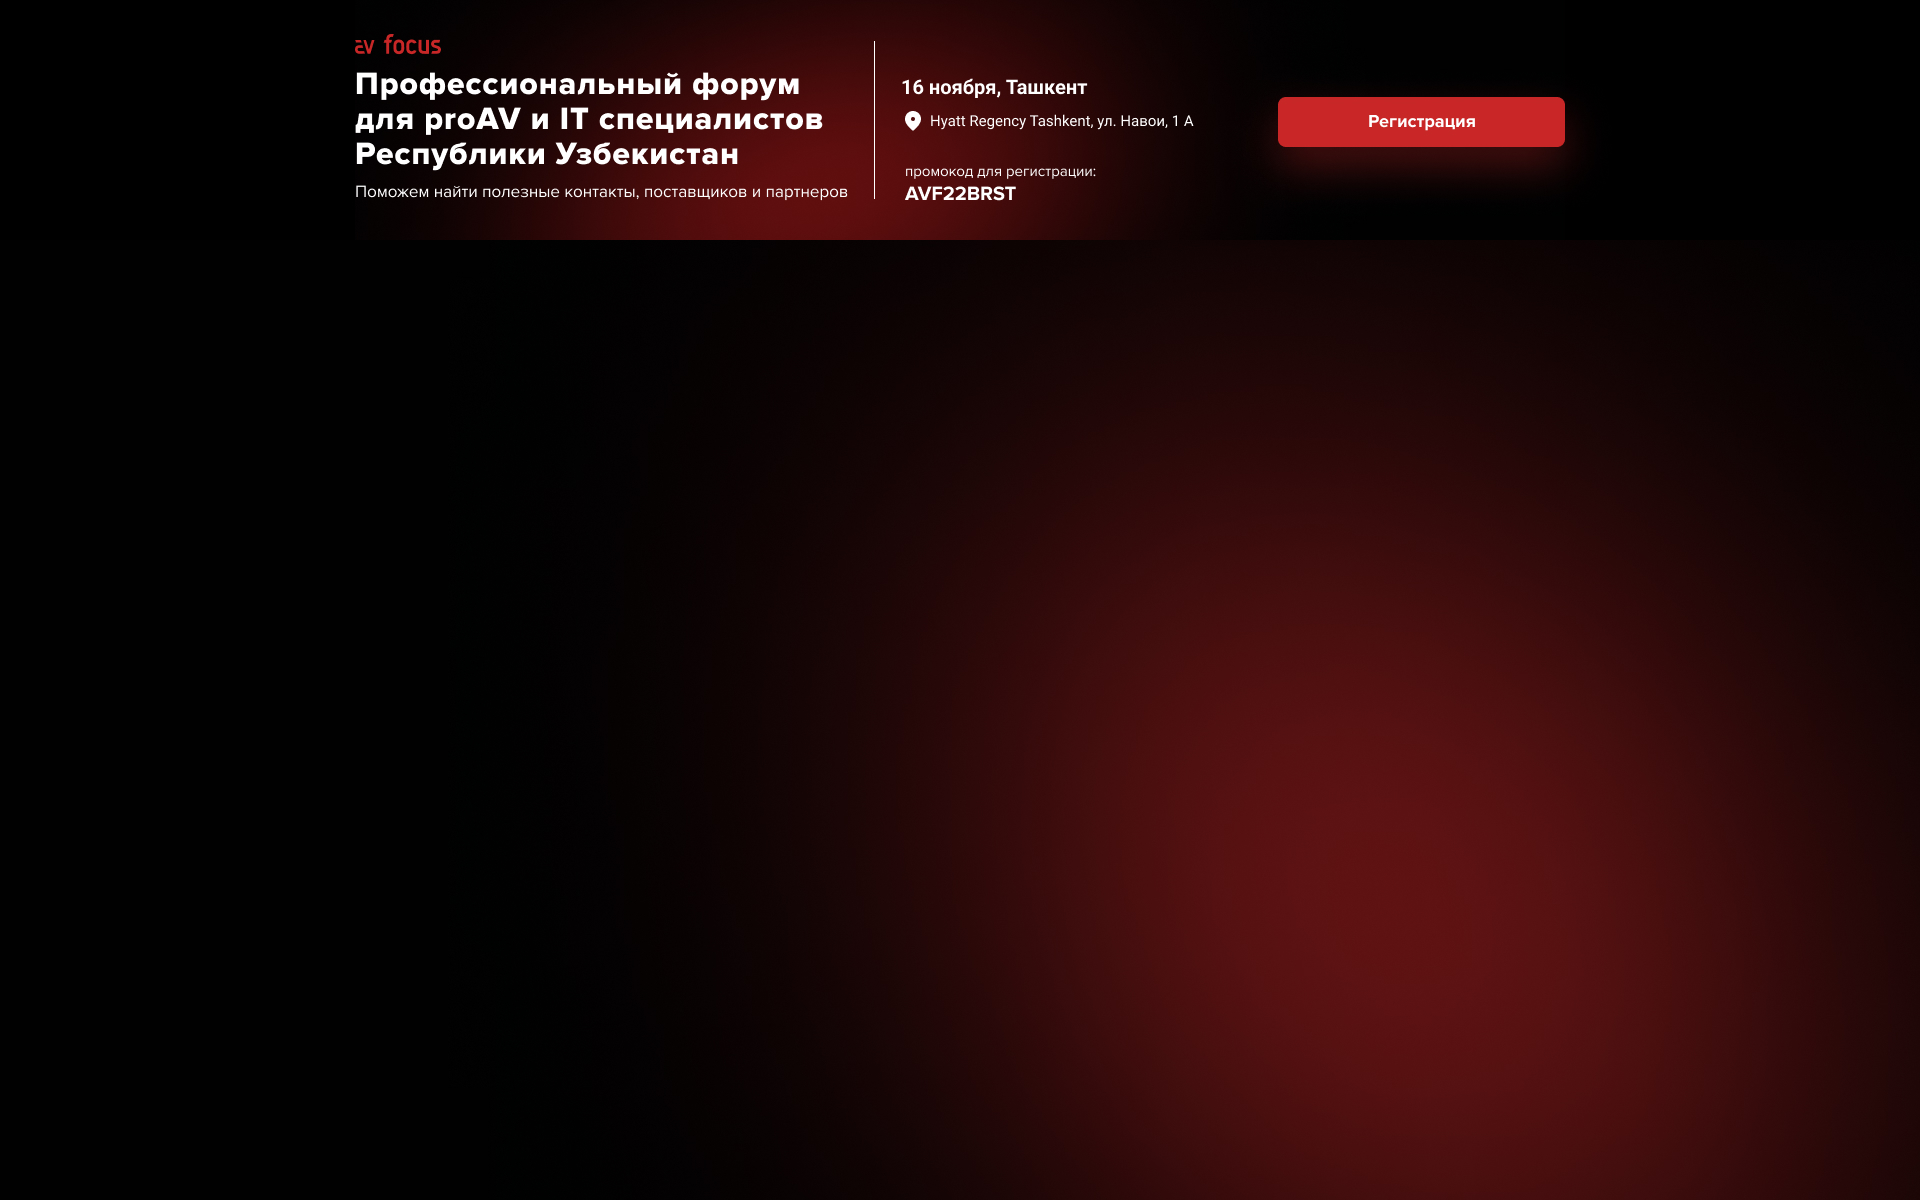 av focus
Профессиональный форум
для proAV и IT специалистов
Республики Узбекистан
Поможем найти полезные контакты, поставщиков и партнеров
16 ноября, Ташкент
Hyatt Regency Tashkent, ул. Навои, 1 А
промокод для регистрации:
AVF22BRST
Регистрация